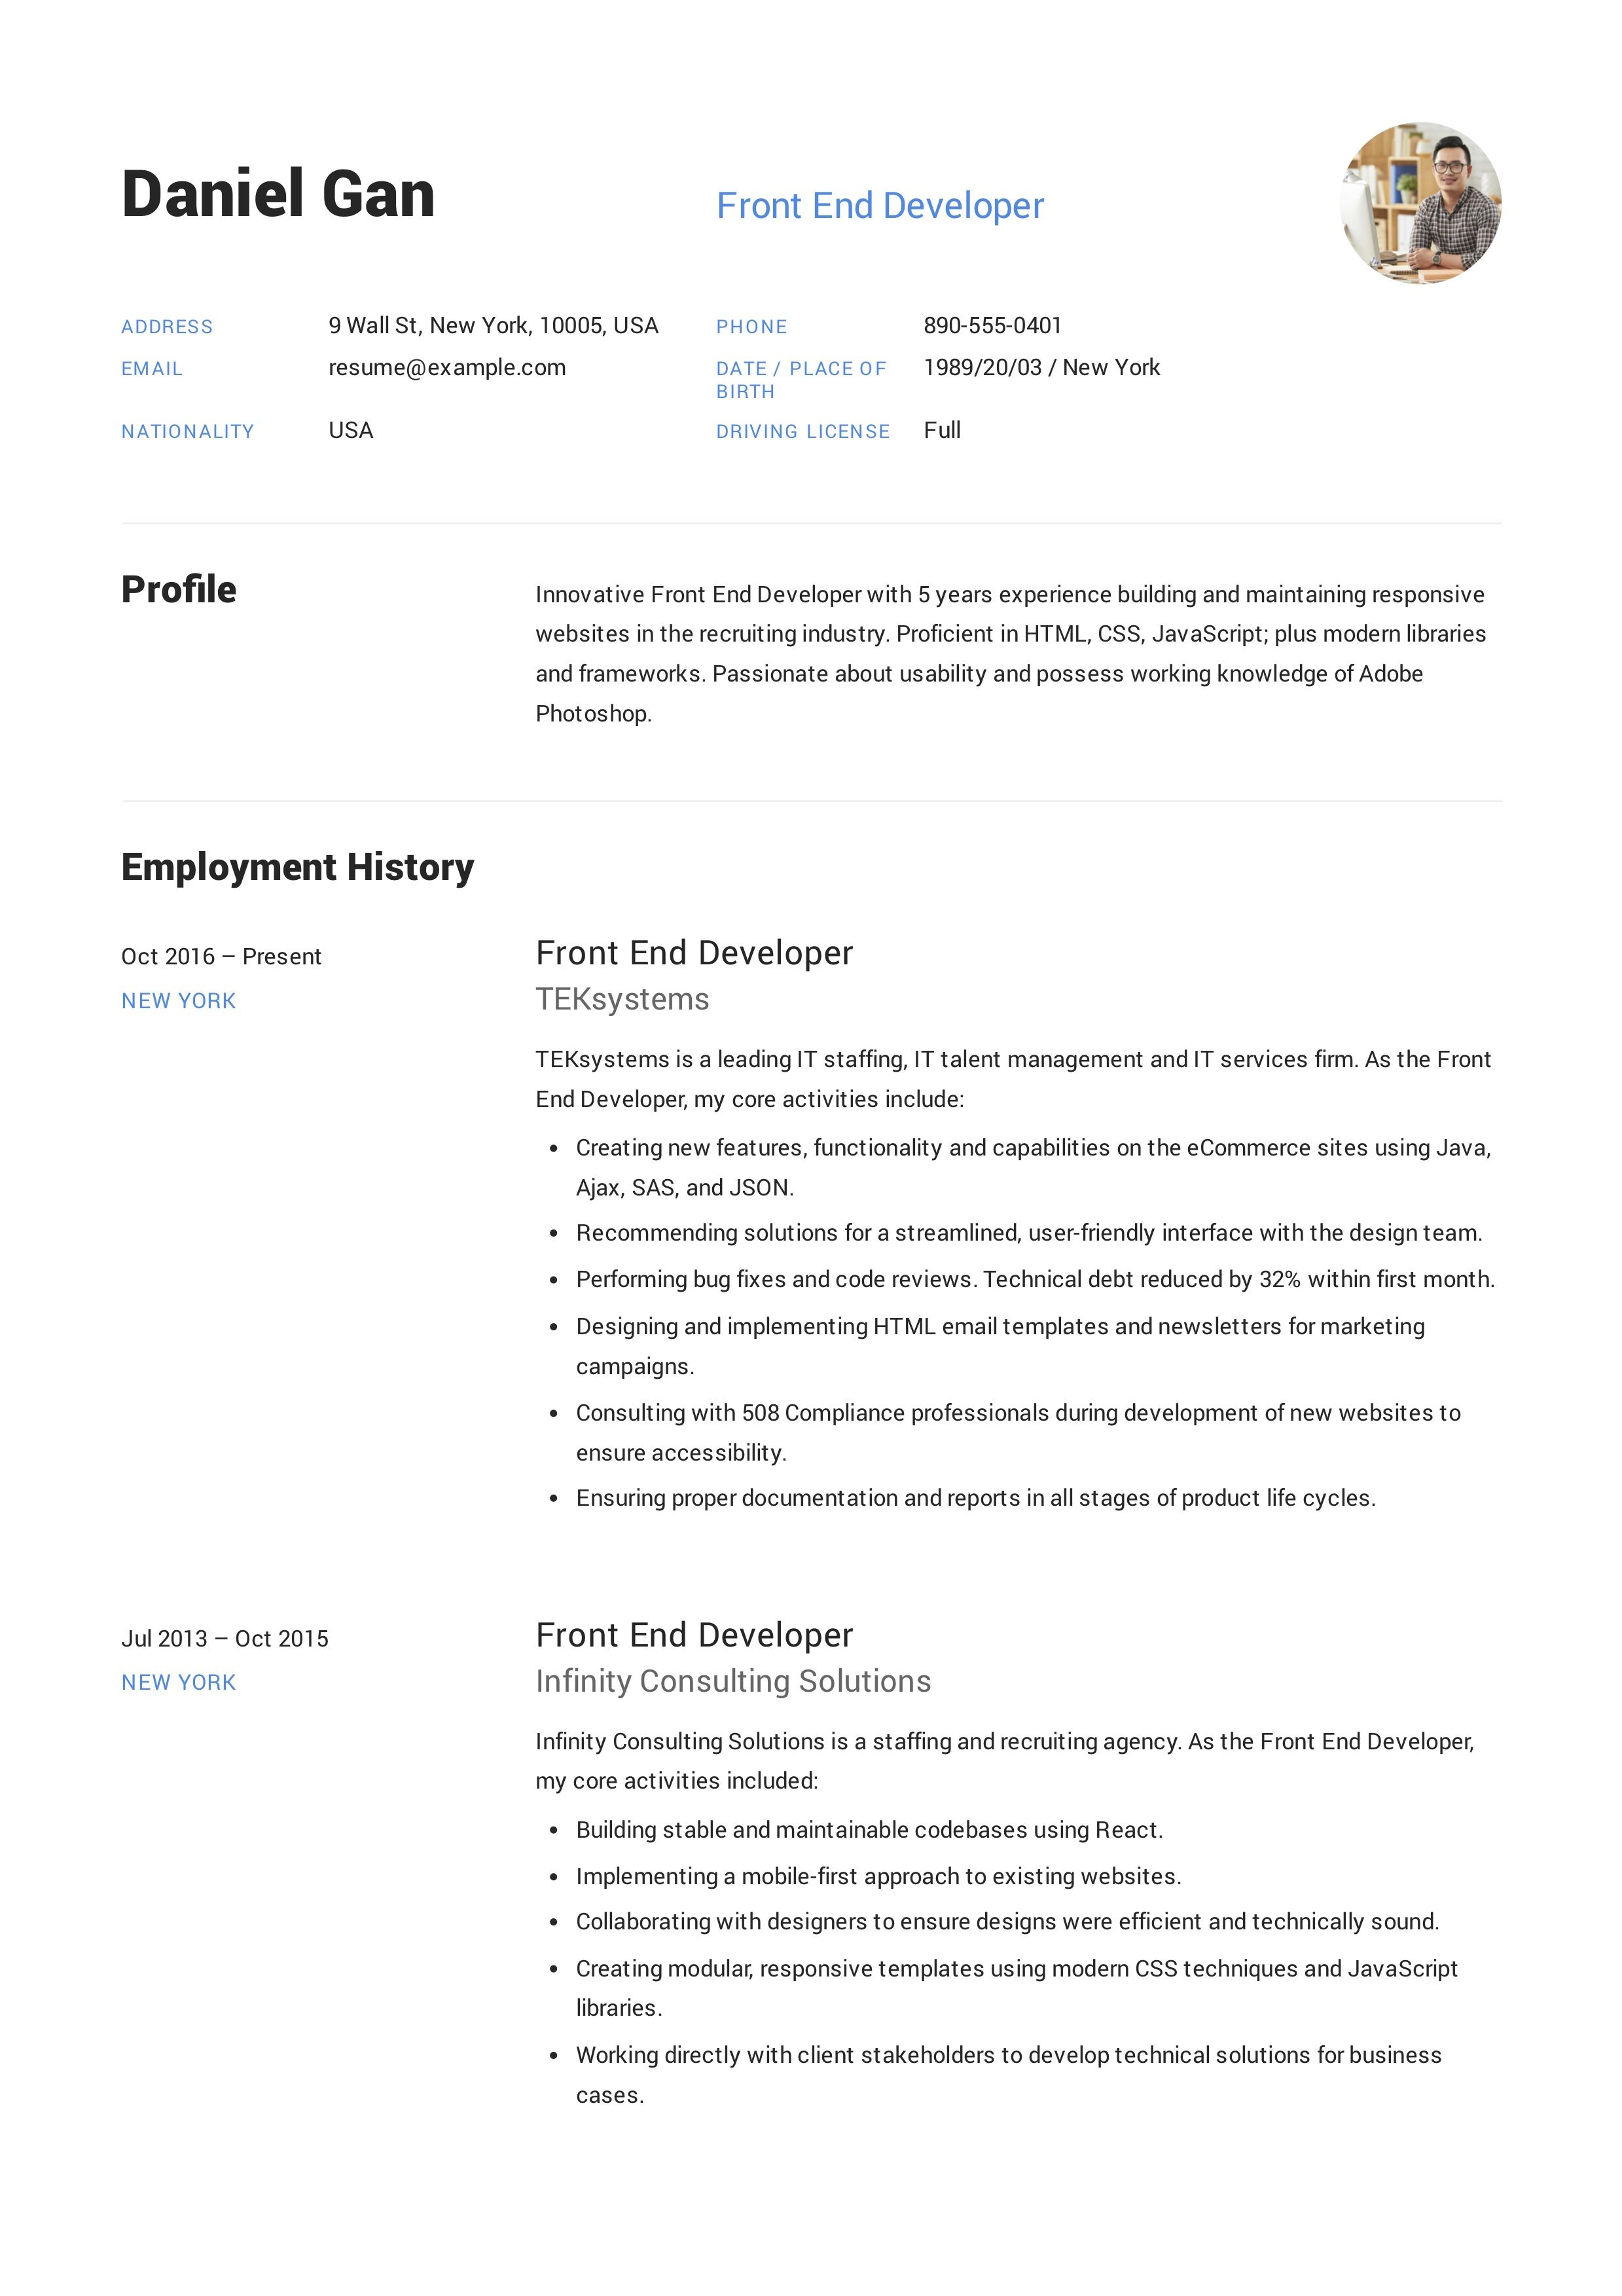 Daniel Gan
Front End Developer
ADDRESS 9 Wall St, New York, 10005, USA
PHONE 890-555-0401
EMAIL resume@example.com
DATE / PLACE OF
BIRTH
1989/20/03 / New York
NATIONALITY USA
DRIVING LICENSE Full
Profile
Innovative Front End Developer with 5 years experience building and maintaining responsive
websites in the recruiting industry. Proficient in HTML, CSS, JavaScript; plus modern libraries
and frameworks. Passionate about usability and possess working knowledge of Adobe
Photoshop.
Employment History
Oct 2016 – Present
NEW YORK
Front End Developer
TEKsystems
TEKsystems is a leading IT staffing, IT talent management and IT services firm. As the Front
End Developer, my core activities include:
• Creating new features, functionality and capabilities on the eCommerce sites using Java,
Ajax, SAS, and JSON.
• Recommending solutions for a streamlined, user-friendly interface with the design team.
• Performing bug fixes and code reviews. Technical debt reduced by 32% within first month.
• Designing and implementing HTML email templates and newsletters for marketing
campaigns.
• Consulting with 508 Compliance professionals during development of new websites to
ensure accessibility.
• Ensuring proper documentation and reports in all stages of product life cycles.
Jul 2013 – Oct 2015
NEW YORK
Front End Developer
Infinity Consulting Solutions
Infinity Consulting Solutions is a staffing and recruiting agency. As the Front End Developer,
my core activities included:
• Building stable and maintainable codebases using React.
• Implementing a mobile-first approach to existing websites.
• Collaborating with designers to ensure designs were efficient and technically sound.
• Creating modular, responsive templates using modern CSS techniques and JavaScript
libraries.
• Working directly with client stakeholders to develop technical solutions for business
cases.